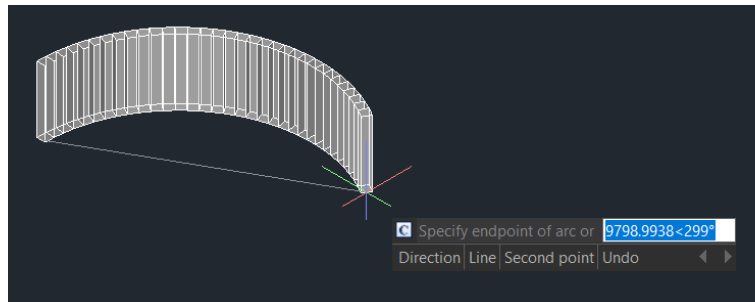 C Specify endpoint of arc or 9798.9938<299°
Direction Line Second point Undo